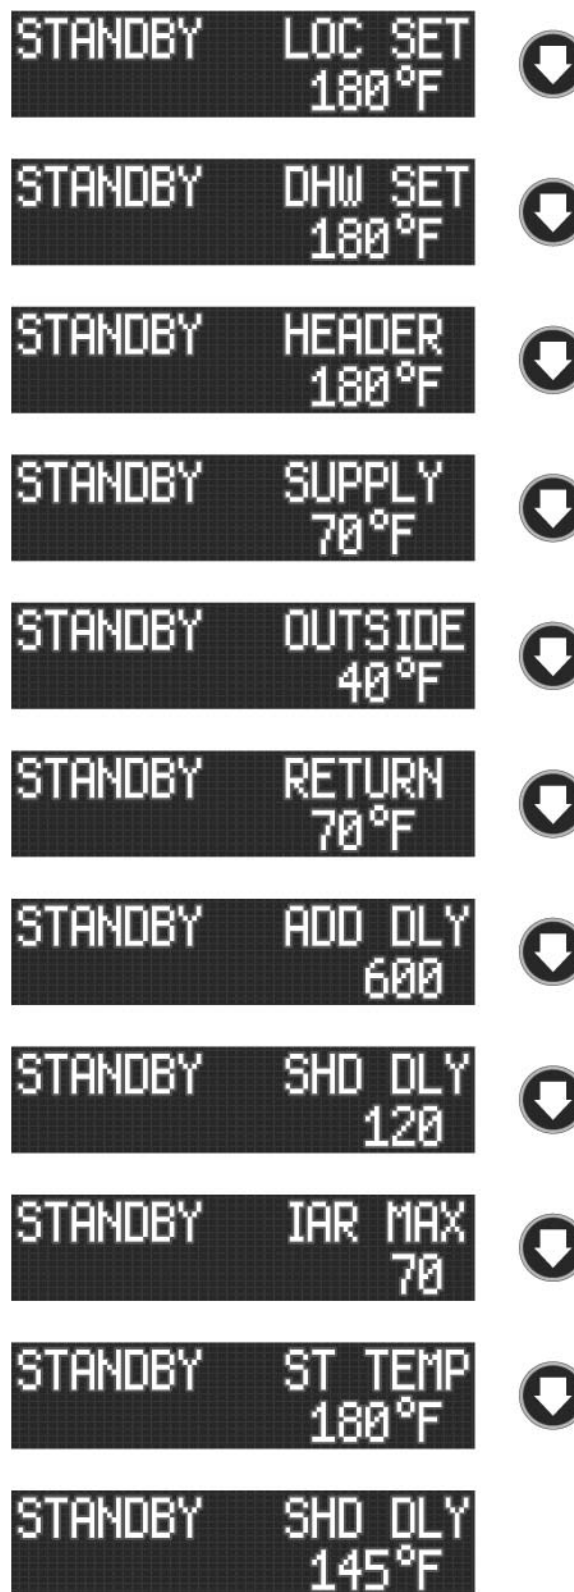 STANDBY LOC SET
180°F
STANDBY DHW SET
180°F
STANDBY HEADER
180°F
STANDBY SUPPLY
70°F
STANDBY OUTSIDE
40°F
STANDBY RETURN
70°F
STANDBY ADD DLY
600
STANDBY SHD DLY
120
STANDBY IAR MAX
70
STANDBY ST TEMP
180°F
STANDBY SHD DLY
145°F